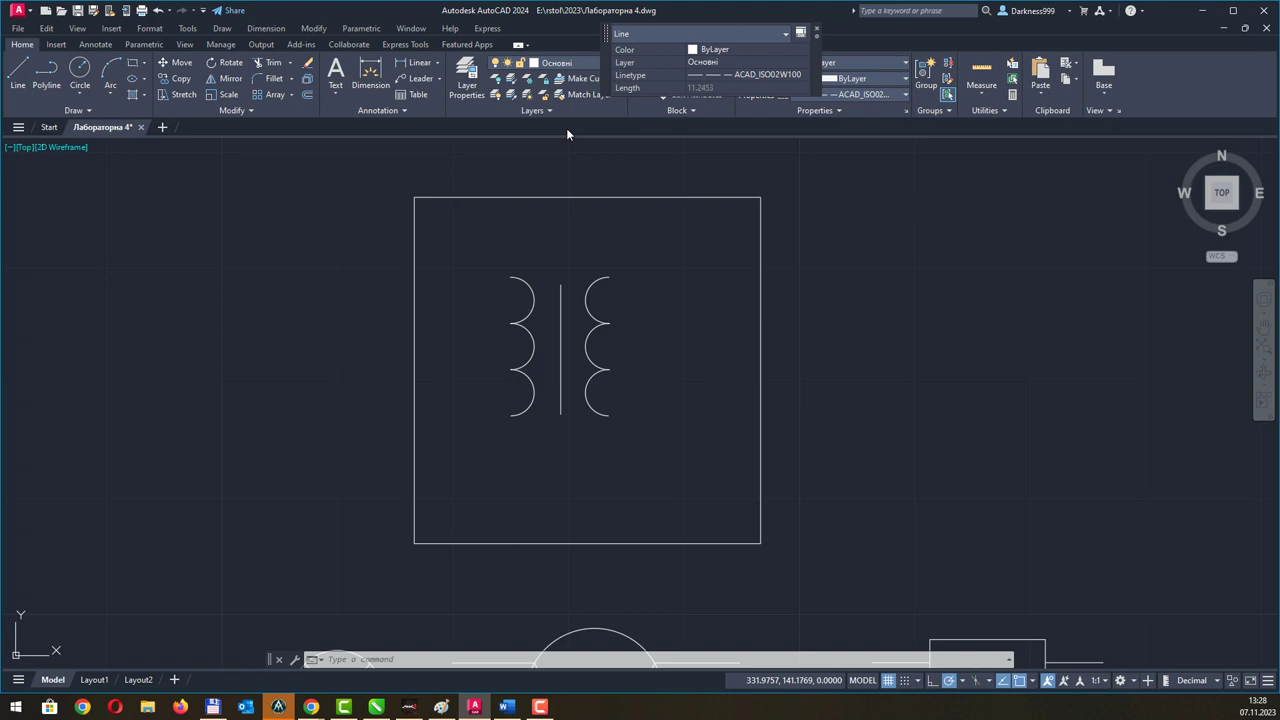 Share
Autodesk AutoCAD 2024 E:\rstof\2023\Лабораторна 4.dwg
Type a keyword or phrase
Darkness999
File Edit View Insert Format Tools Draw Dimension Modify Parametric Window Help Express
Home Insert Annotate Parametric View Manage Output Add-ins Collaborate Express Tools Featured Apps
Line
Color ByLayer
Layer Основні
Linetype ACAD_ISO02W100
Length 11.2453
Line Polyline Circle Arc
Move Rotate Trim
Copy Mirror Fillet
Stretch Scale Array
Text Dimension
Linear
Leader
Table
Layer Properties
Основні
Make Cu
Match Lay
ByLayer
ACAD_ISO02...
Group Measure Paste Base
Draw Modify Annotation Layers Block Properties Groups Utilities Clipboard View
Start Лабораторна 4*
[−][Top][2D Wireframe]
N
W TOP E
S
WCS
Y
X
Type a command
Model Layout1 Layout2
331.9757, 141.1769, 0.0000 MODEL 1:1 Decimal
13:28
07.11.2023